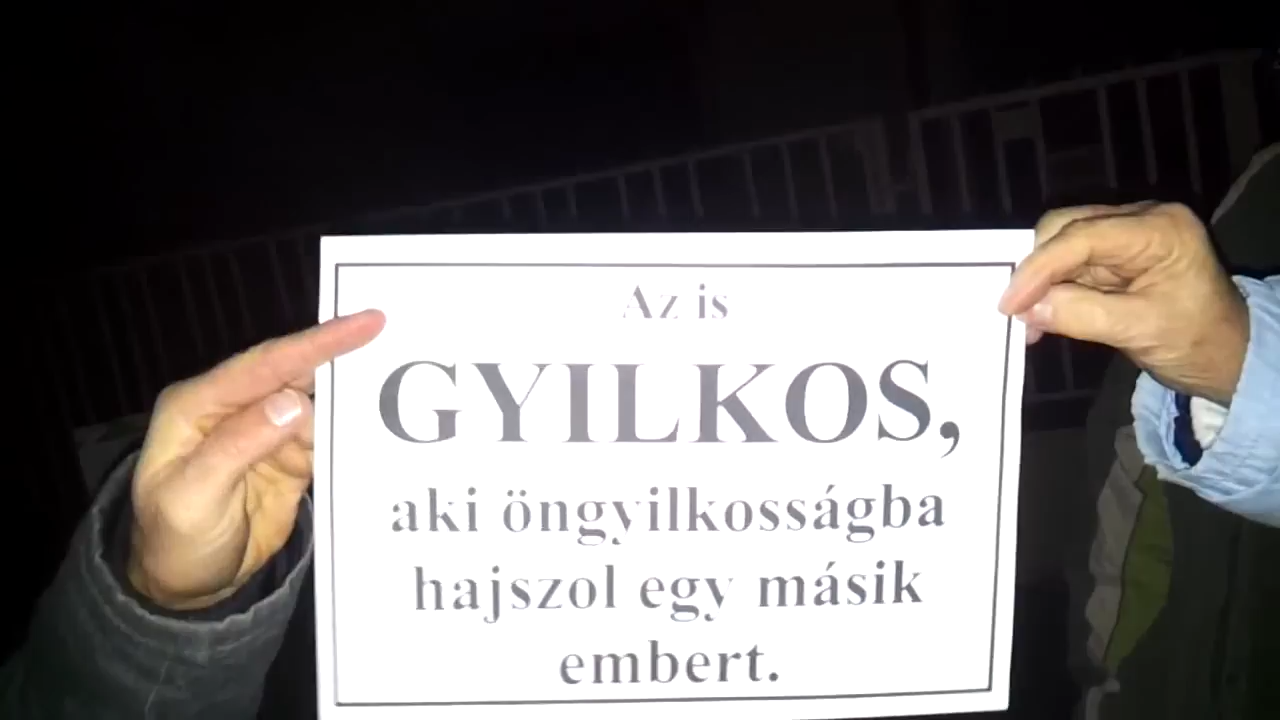 Az is
GYILKOS,
aki öngyilkosságba
hajszol egy másik
embert.